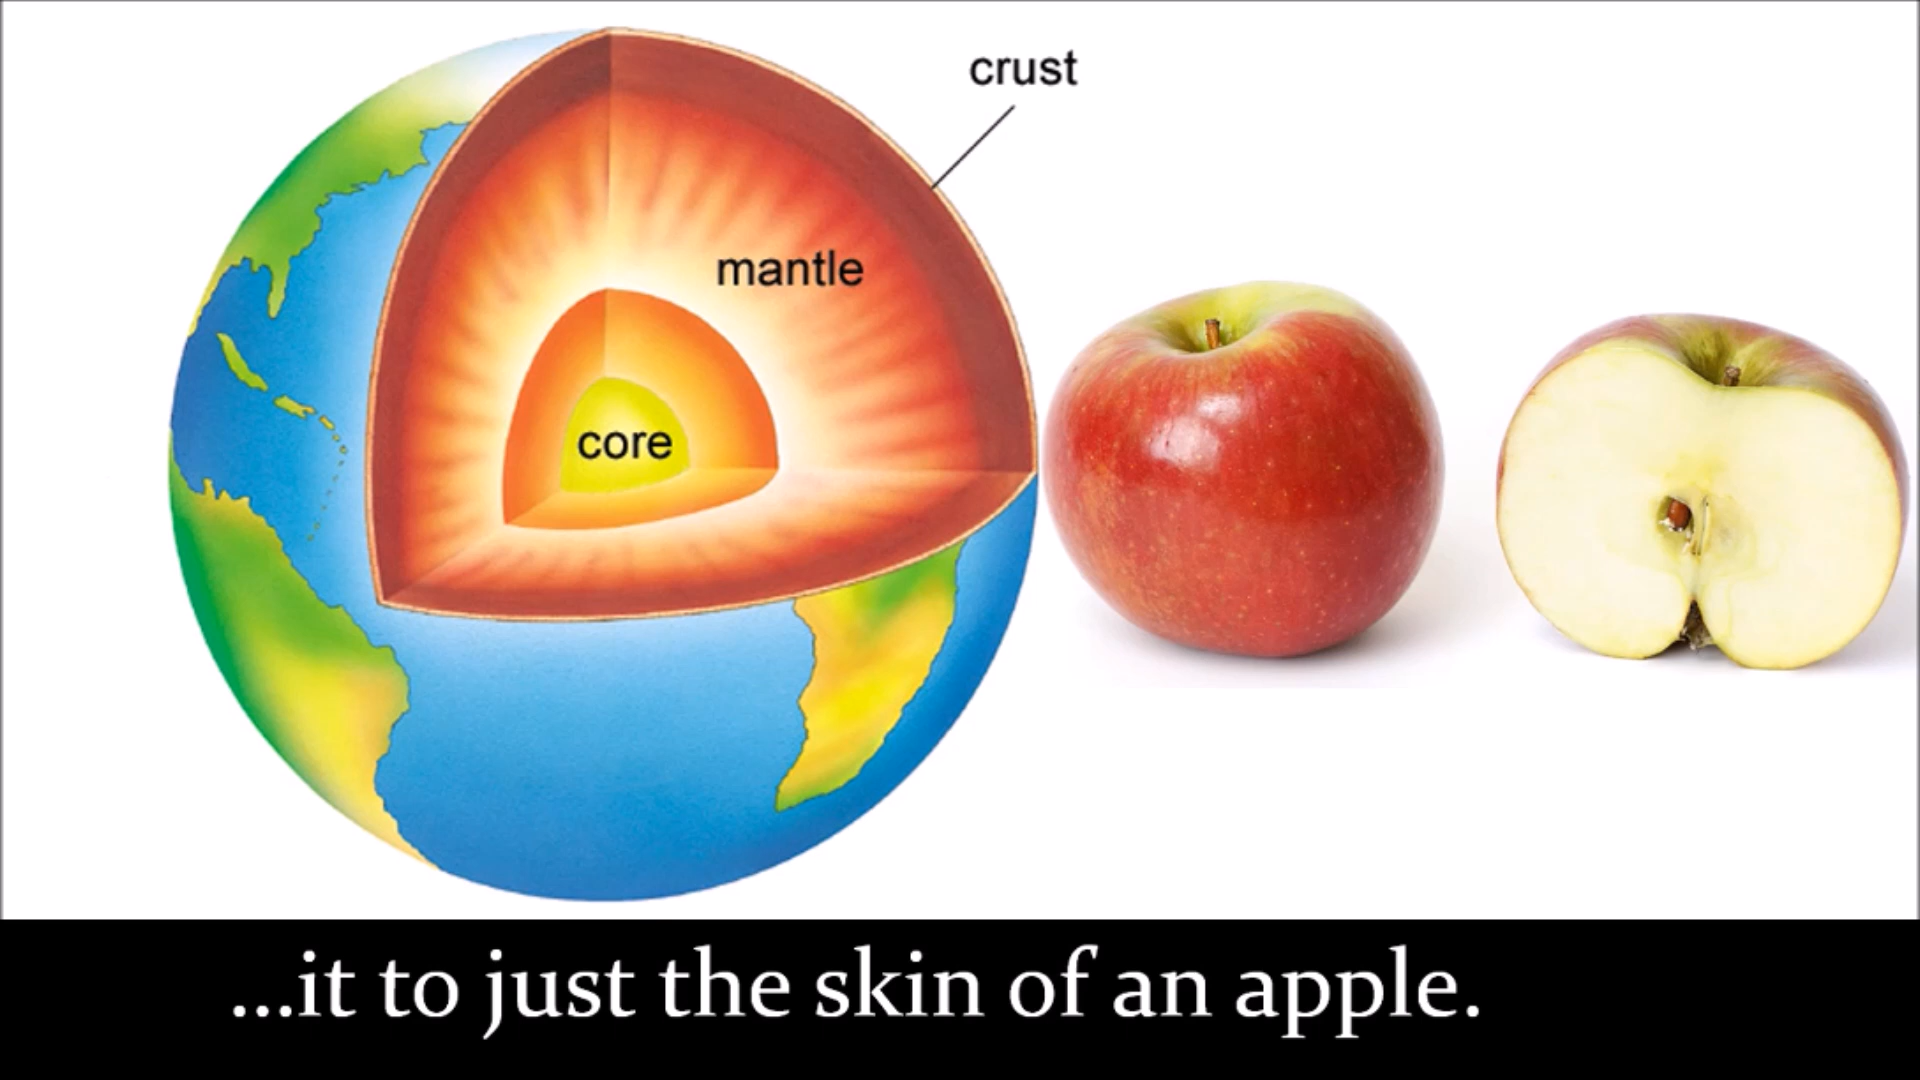 crust
mantle
core
...it to just the skin of an apple.